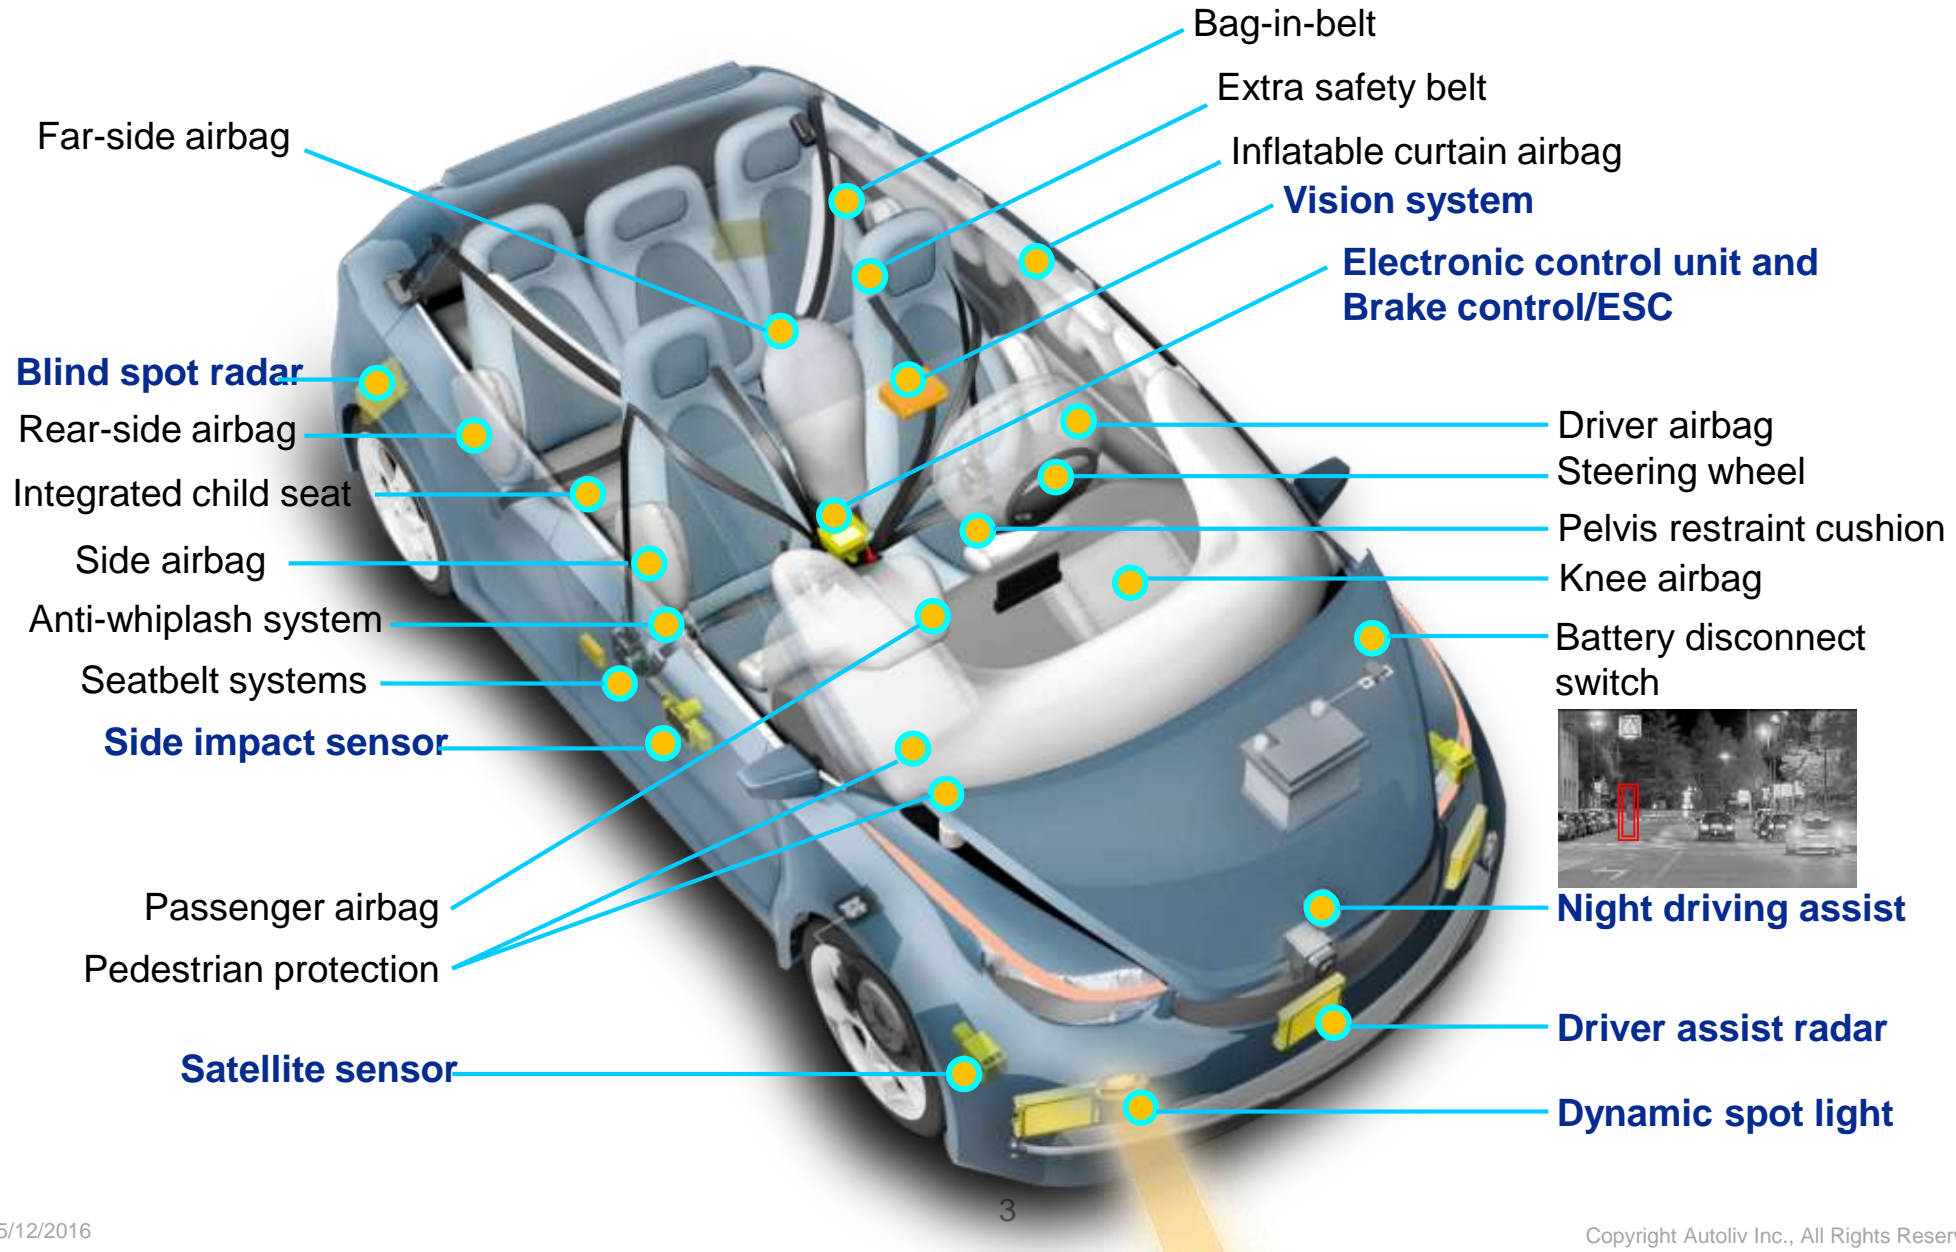 Bag-in-belt
Extra safety belt
Far-side airbag
Inflatable curtain airbag
Vision system
Electronic control unit and
Brake control/ESC
Blind spot radar
Rear-side airbag
Integrated child seat
Side airbag
Anti-whiplash system
Seatbelt systems
Side impact sensor
Passenger airbag
Pedestrian protection
Satellite sensor
Driver airbag
Steering wheel
Pelvis restraint cushion
Knee airbag
Battery disconnect
switch
Night driving assist
Driver assist radar
Dynamic spot light
3
5/12/2016
Copyright Autoliv Inc., All Rights Reser